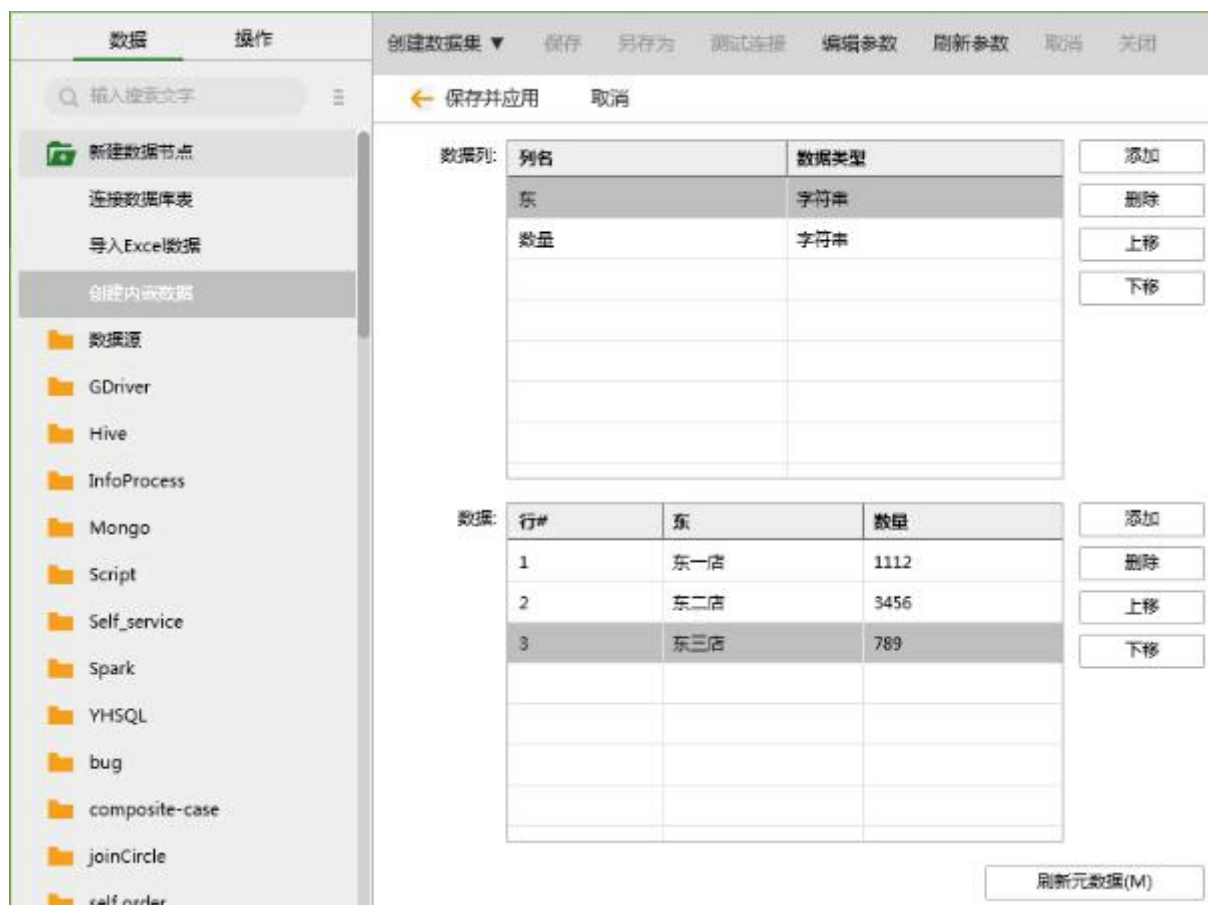 数据 操作
创建数据集 ▼ 保存 另存为 测试连接 编辑参数 刷新参数 取消 关闭
输入搜索文字
保存并应用 取消
新建数据节点
连接数据库表
导入Excel数据
创建内嵌数据
数据源
GDriver
Hive
InfoProcess
Mongo
Script
Self_service
Spark
YHSQL
bug
composite-case
joinCircle
self order
数据列: 列名 数据类型
东 字符串
数量 字符串
添加
删除
上移
下移
数据: 行# 东 数量
1 东一店 1112
2 东二店 3456
3 东三店 789
添加
删除
上移
下移
刷新元数据(M)